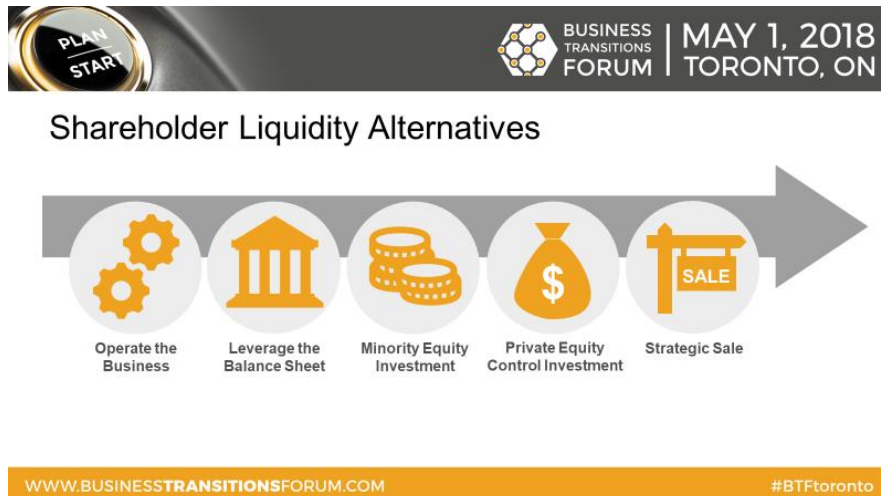 PLAN
START
BUSINESS
TRANSITIONS
FORUM
MAY 1, 2018
TORONTO, ON
Shareholder Liquidity Alternatives
$
SALE
Operate the
Business
Leverage the
Balance Sheet
Minority Equity
Investment
Private Equity
Control Investment
Strategic Sale
WWW.BUSINESSTRANSITIONSFORUM.COM
#BTFtoronto